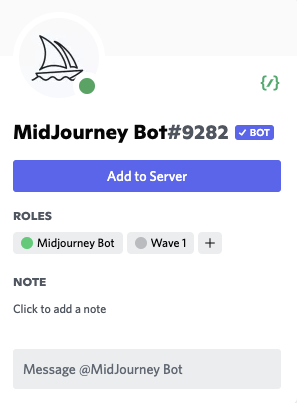 MidJourney Bot#9282 ✓ BOT
Add to Server
ROLES
Midjourney Bot Wave 1 +
NOTE
Click to add a note
Message @MidJourney Bot